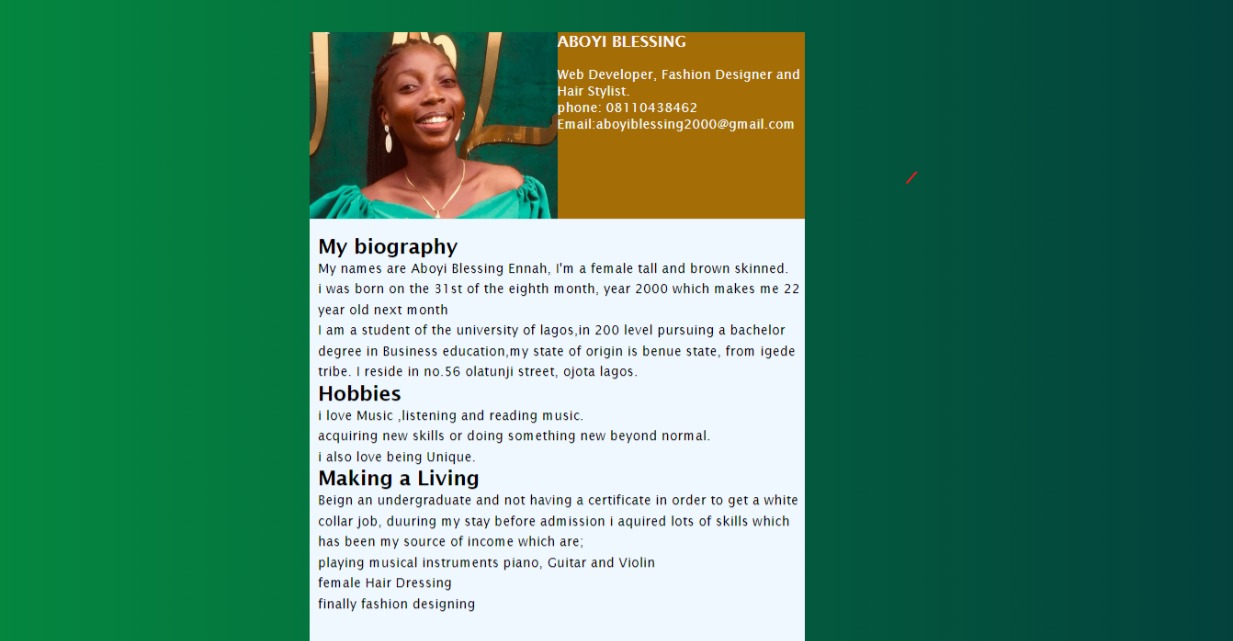 ABOYI BLESSING
Web Developer, Fashion Designer and
Hair Stylist.
phone: 08110438462
Email:aboyiblessing2000@gmail.com
My biography
My names are Aboyi Blessing Ennah, I'm a female tall and brown skinned.
i was born on the 31st of the eighth month, year 2000 which makes me 22
year old next month
I am a student of the university of lagos,in 200 level pursuing a bachelor
degree in Business education,my state of origin is benue state, from igede
tribe. I reside in no.56 olatunji street, ojota lagos.
Hobbies
i love Music ,listening and reading music.
acquiring new skills or doing something new beyond normal.
i also love being Unique.
Making a Living
Beign an undergraduate and not having a certificate in order to get a white
collar job, duuring my stay before admission i aquired lots of skills which
has been my source of income which are;
playing musical instruments piano, Guitar and Violin
female Hair Dressing
finally fashion designing